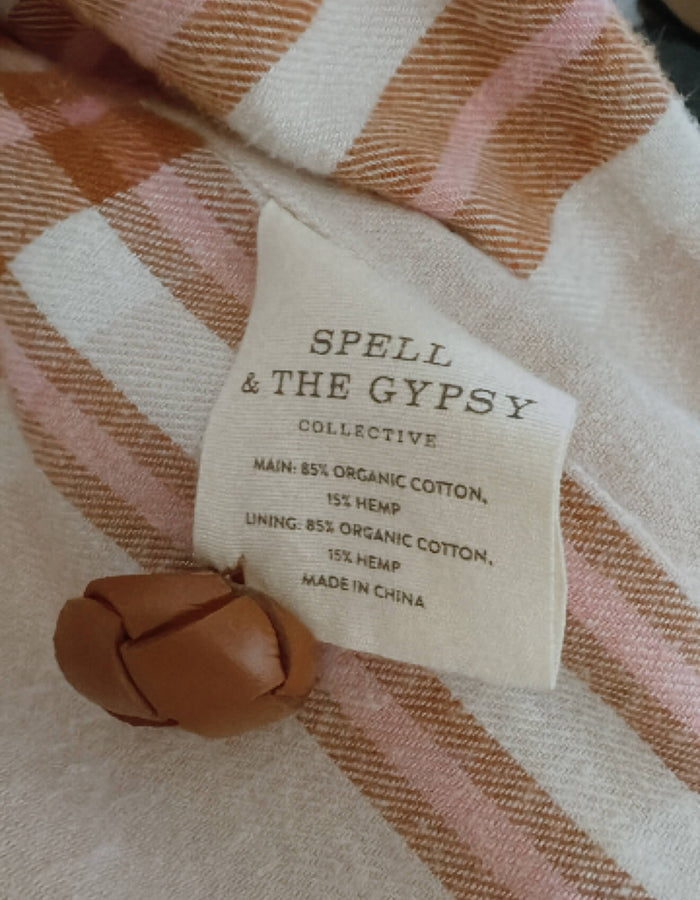 SPELL
& THE GYPSY
COLLECTIVE
MAIN: 85% ORGANIC COTTON,
15% HEMP
LINING: 85% ORGANIC COTTON,
15% HEMP
MADE IN CHINA